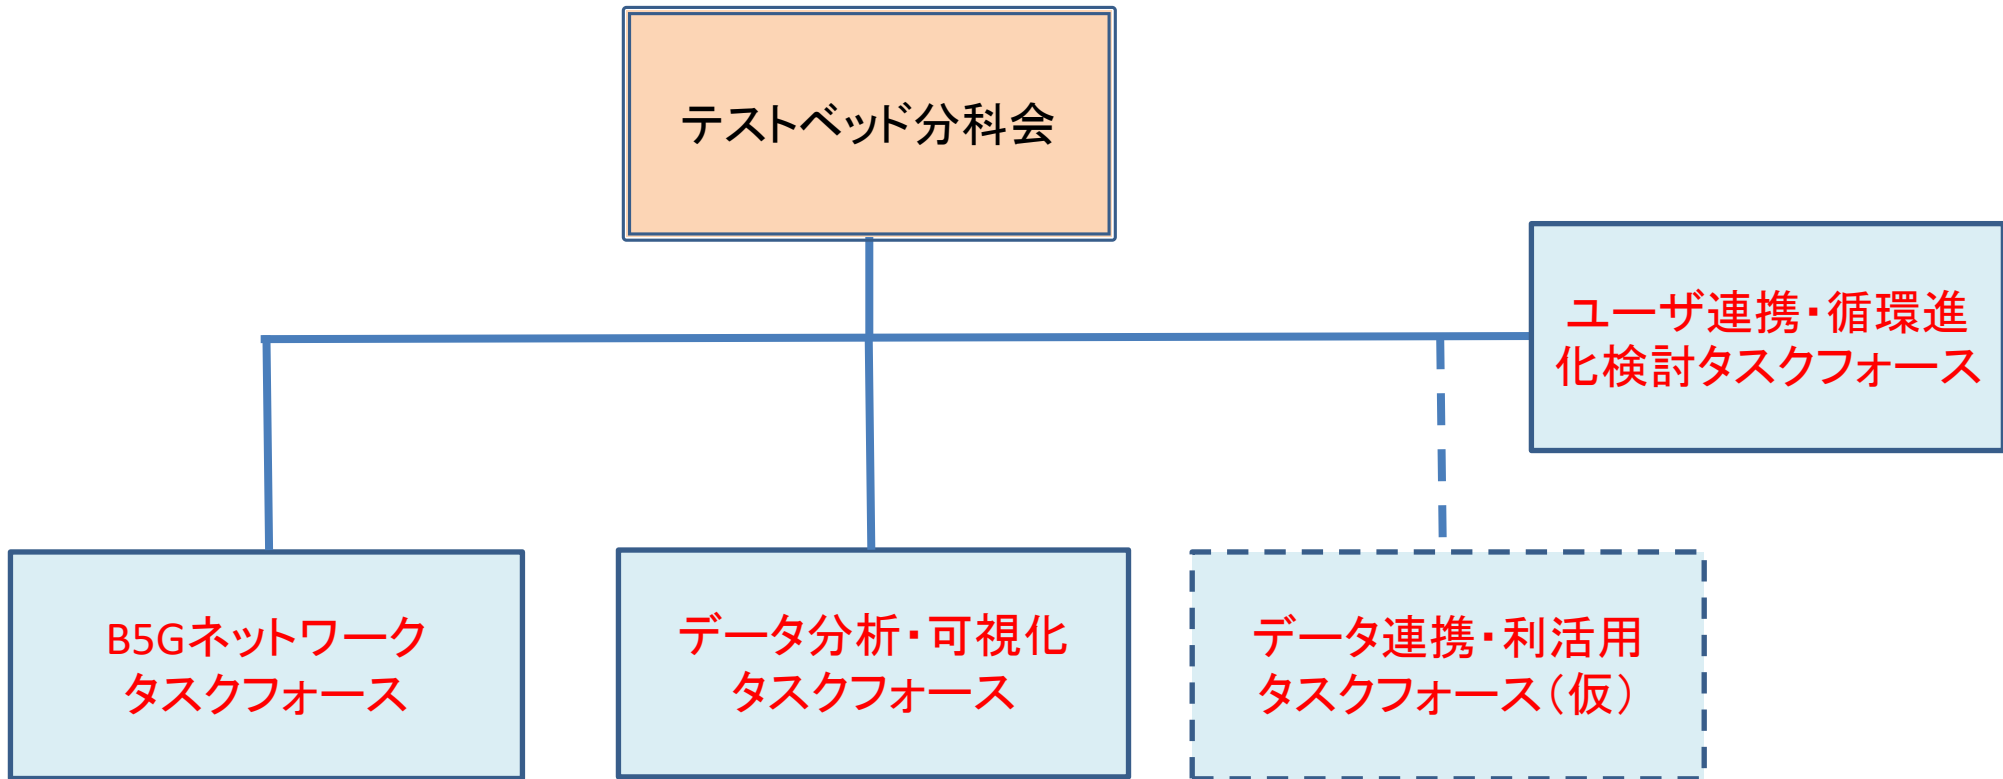 テストベッド分科会
ユーザ連携・循環進
化検討タスクフォース
B5Gネットワーク
タスクフォース
データ分析・可視化
タスクフォース
データ連携・利活用
タスクフォース（仮）